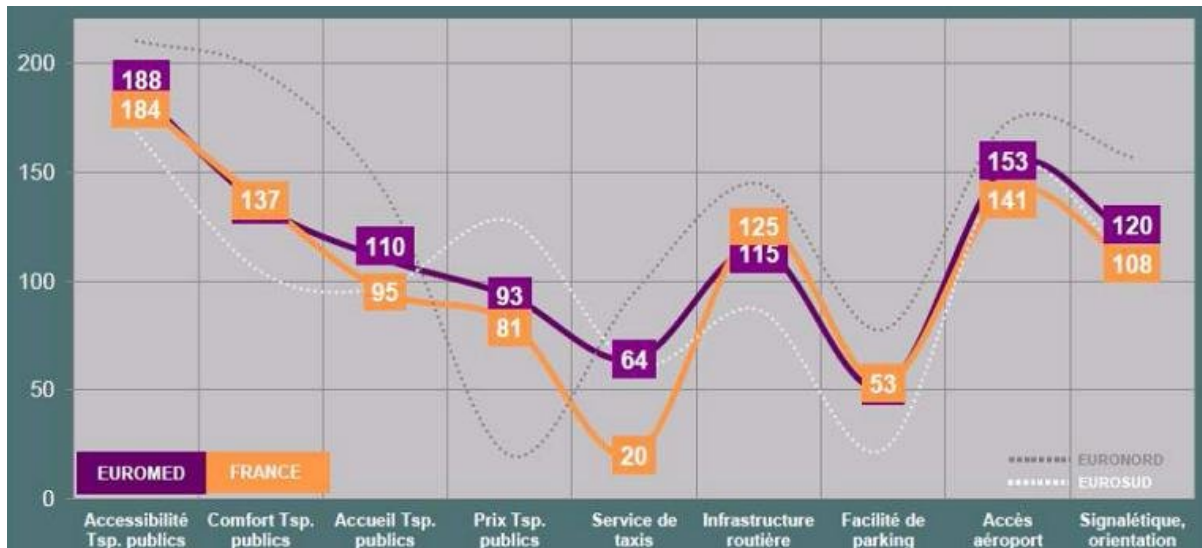 200
150
100
50
0
188
184
137
110
95
93
81
64
20
125
115
53
153
141
120
108
EUROMED
FRANCE
EURONORD
EUROSUD
Accessibilité
Tsp. publics
Comfort Tsp.
publics
Accueil Tsp.
publics
Prix Tsp.
publics
Service de
taxis
Infrastructure
routière
Facilité de
parking
Accès
aéroport
Signalétique,
orientation